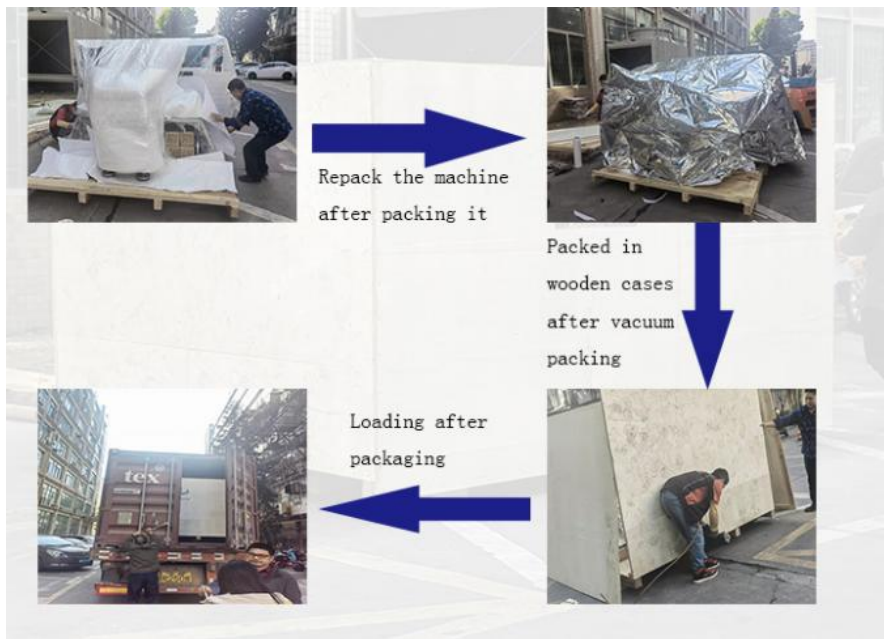 Repack the machine
after packing it
Packed in
wooden cases
after vacuum
packing
Loading after
packaging
tex